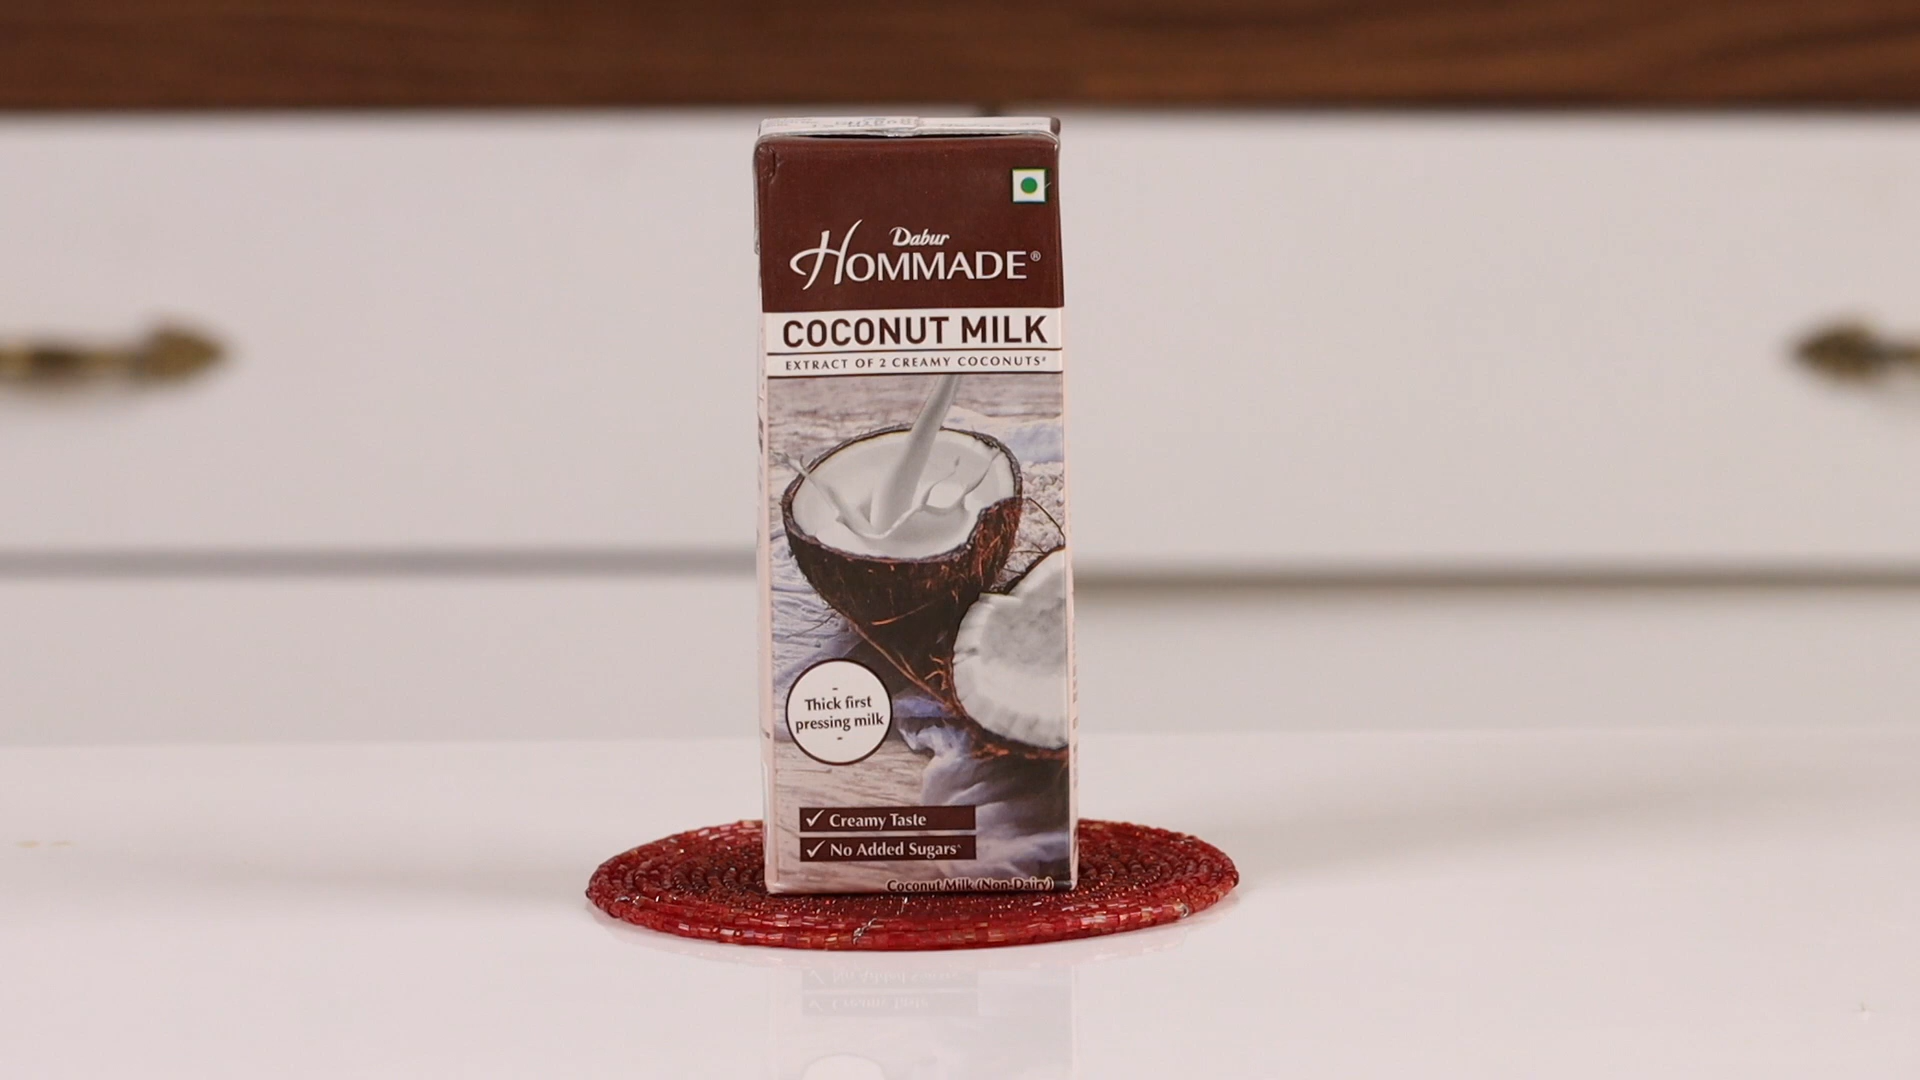 Dabur
HOMMADE®
COCONUT MILK
EXTRACT OF 2 CREAMY COCONUTS#
Thick first
pressing milk
✓ Creamy Taste
✓ No Added Sugars^
Coconut Milk (Non-Dairy)